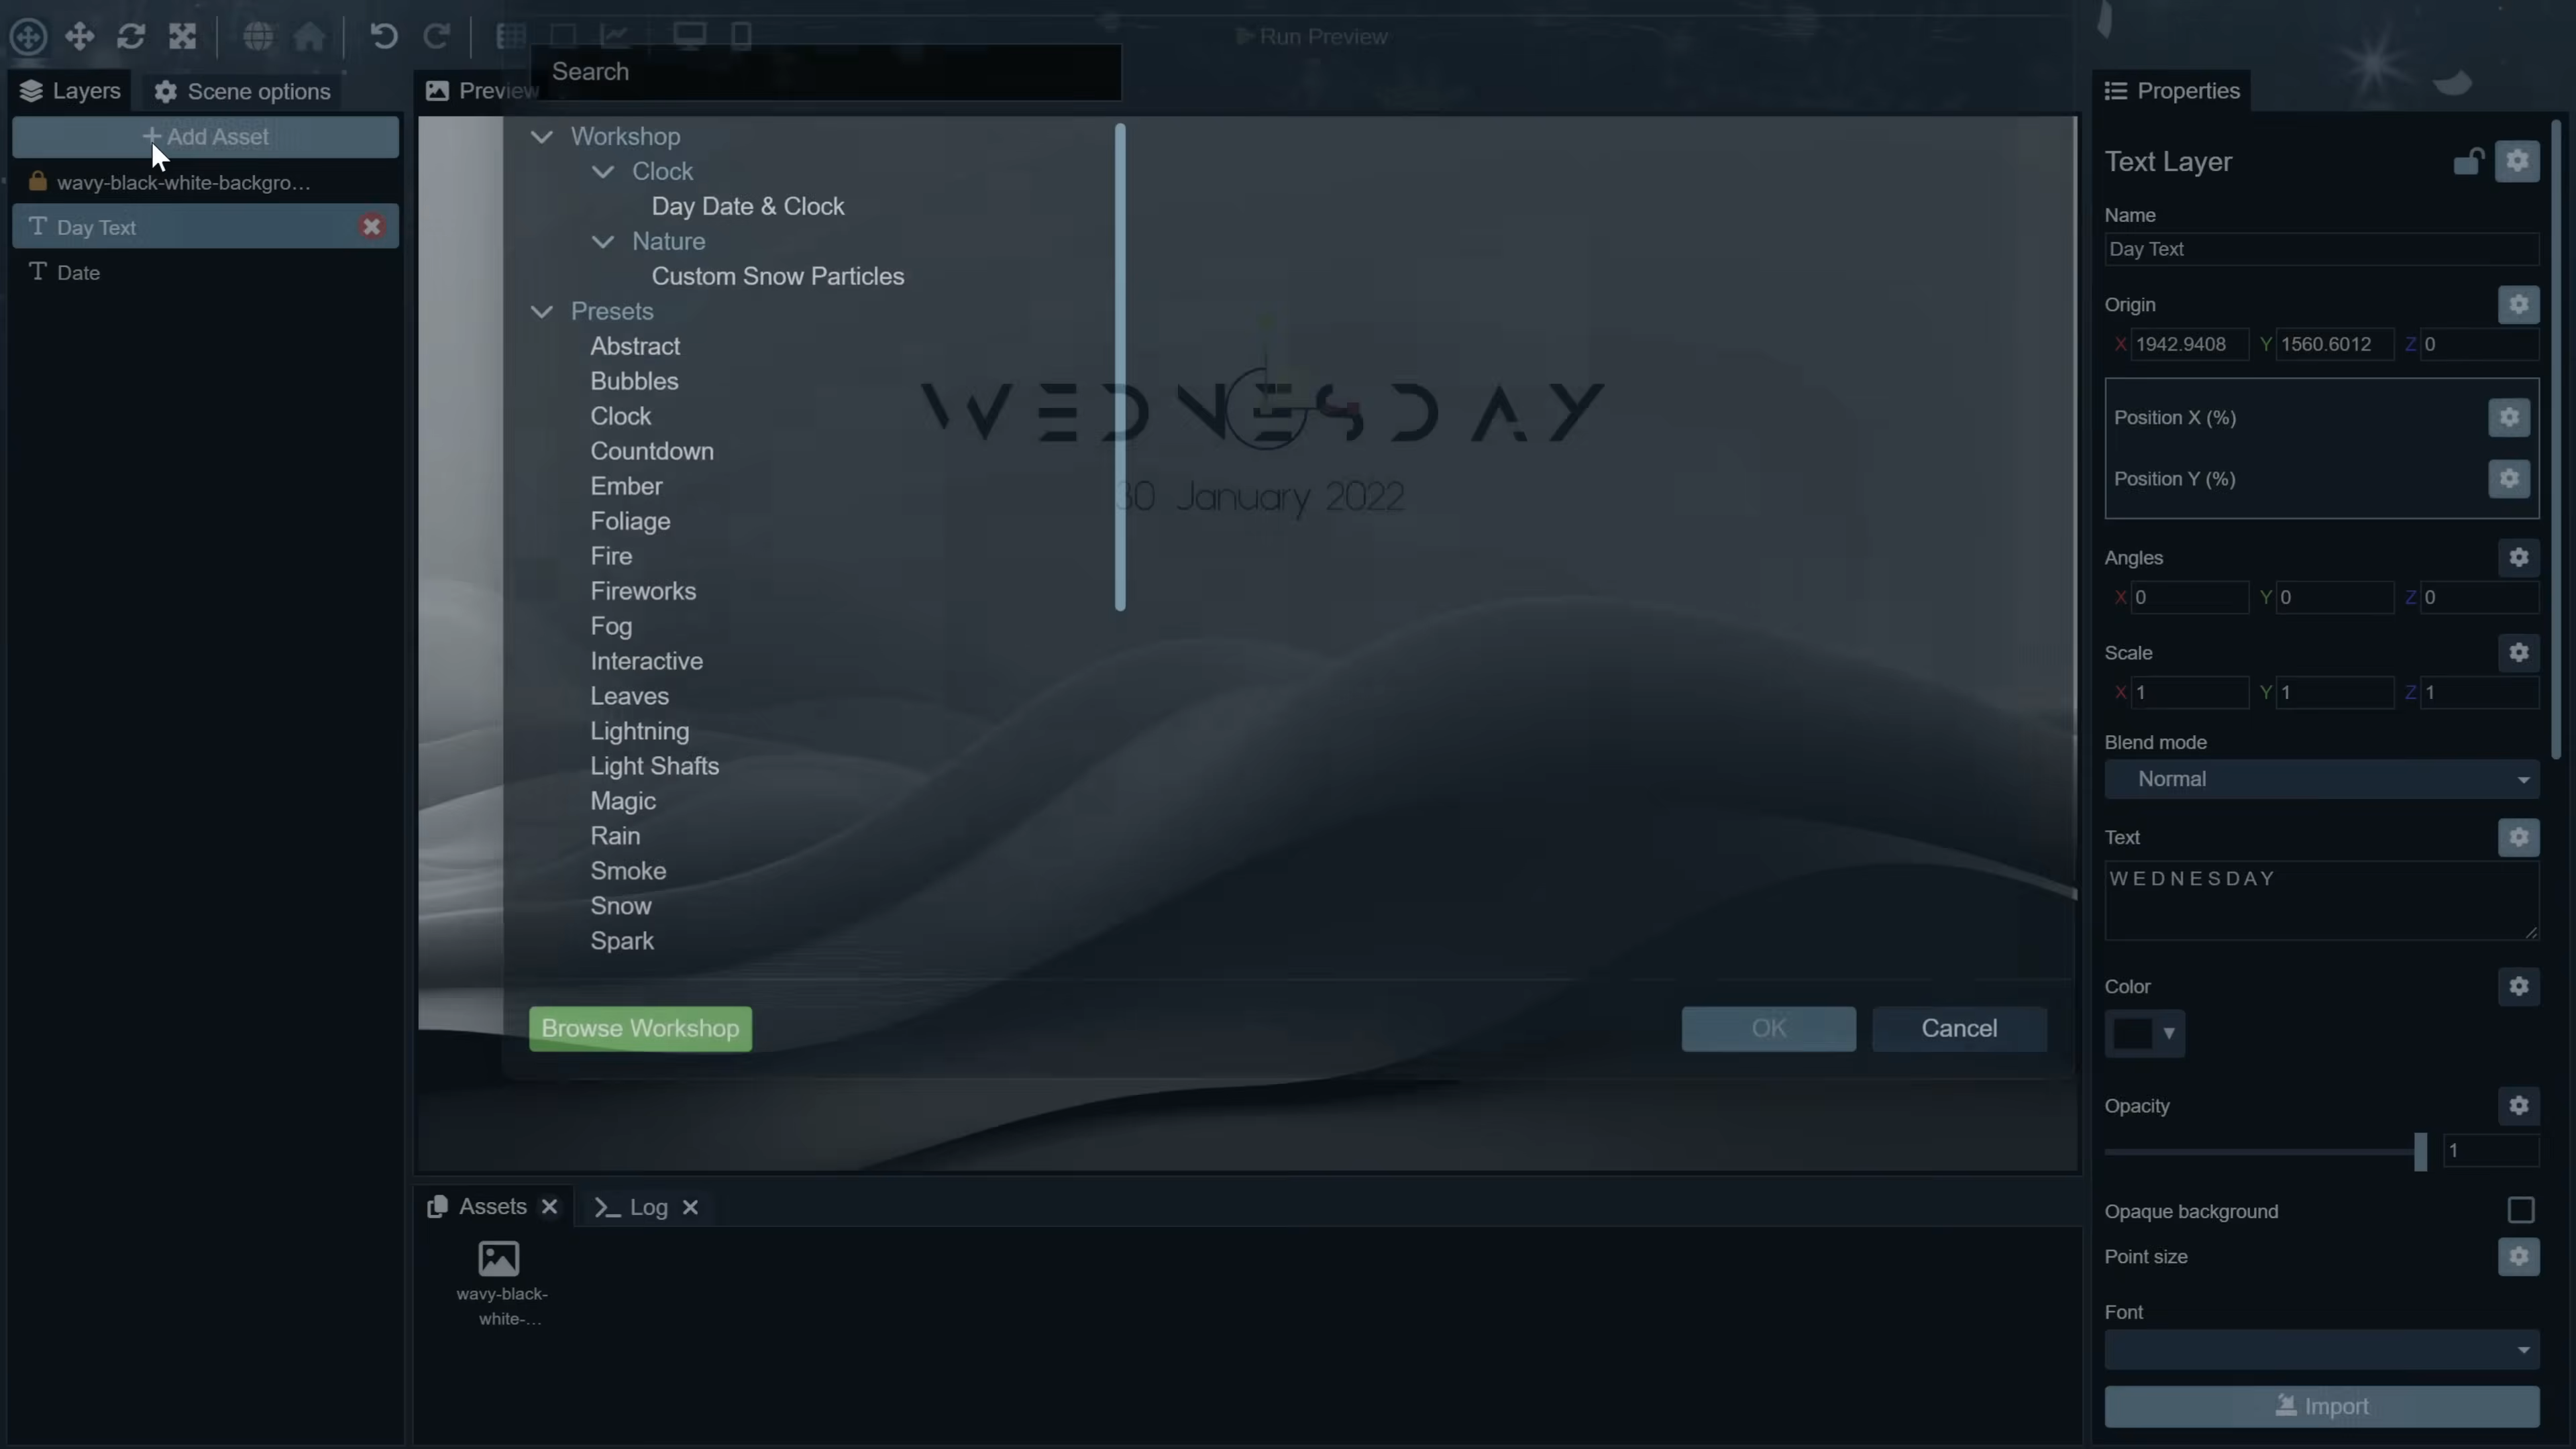 Run Preview
Layers
Scene options
Preview
Search
Properties
Add Asset
wavy-black-white-backgro...
Day Text
Date
Workshop
Clock
Day Date & Clock
Nature
Custom Snow Particles
Presets
Abstract
Bubbles
Clock
Countdown
Ember
Foliage
Fire
Fireworks
Fog
Interactive
Leaves
Lightning
Light Shafts
Magic
Rain
Smoke
Snow
Spark
WEDNESDAY
30 January 2022
Browse Workshop
OK
Cancel
Assets
Log
wavy-black-
white-...
Text Layer
Name
Day Text
Origin
X 1942.9408 Y 1560.6012 Z 0
Position X (%)
Position Y (%)
Angles
X 0 Y 0 Z 0
Scale
X 1 Y 1 Z 1
Blend mode
Normal
Text
W E D N E S D A Y
Color
Opacity
1
Opaque background
Point size
Font
Import